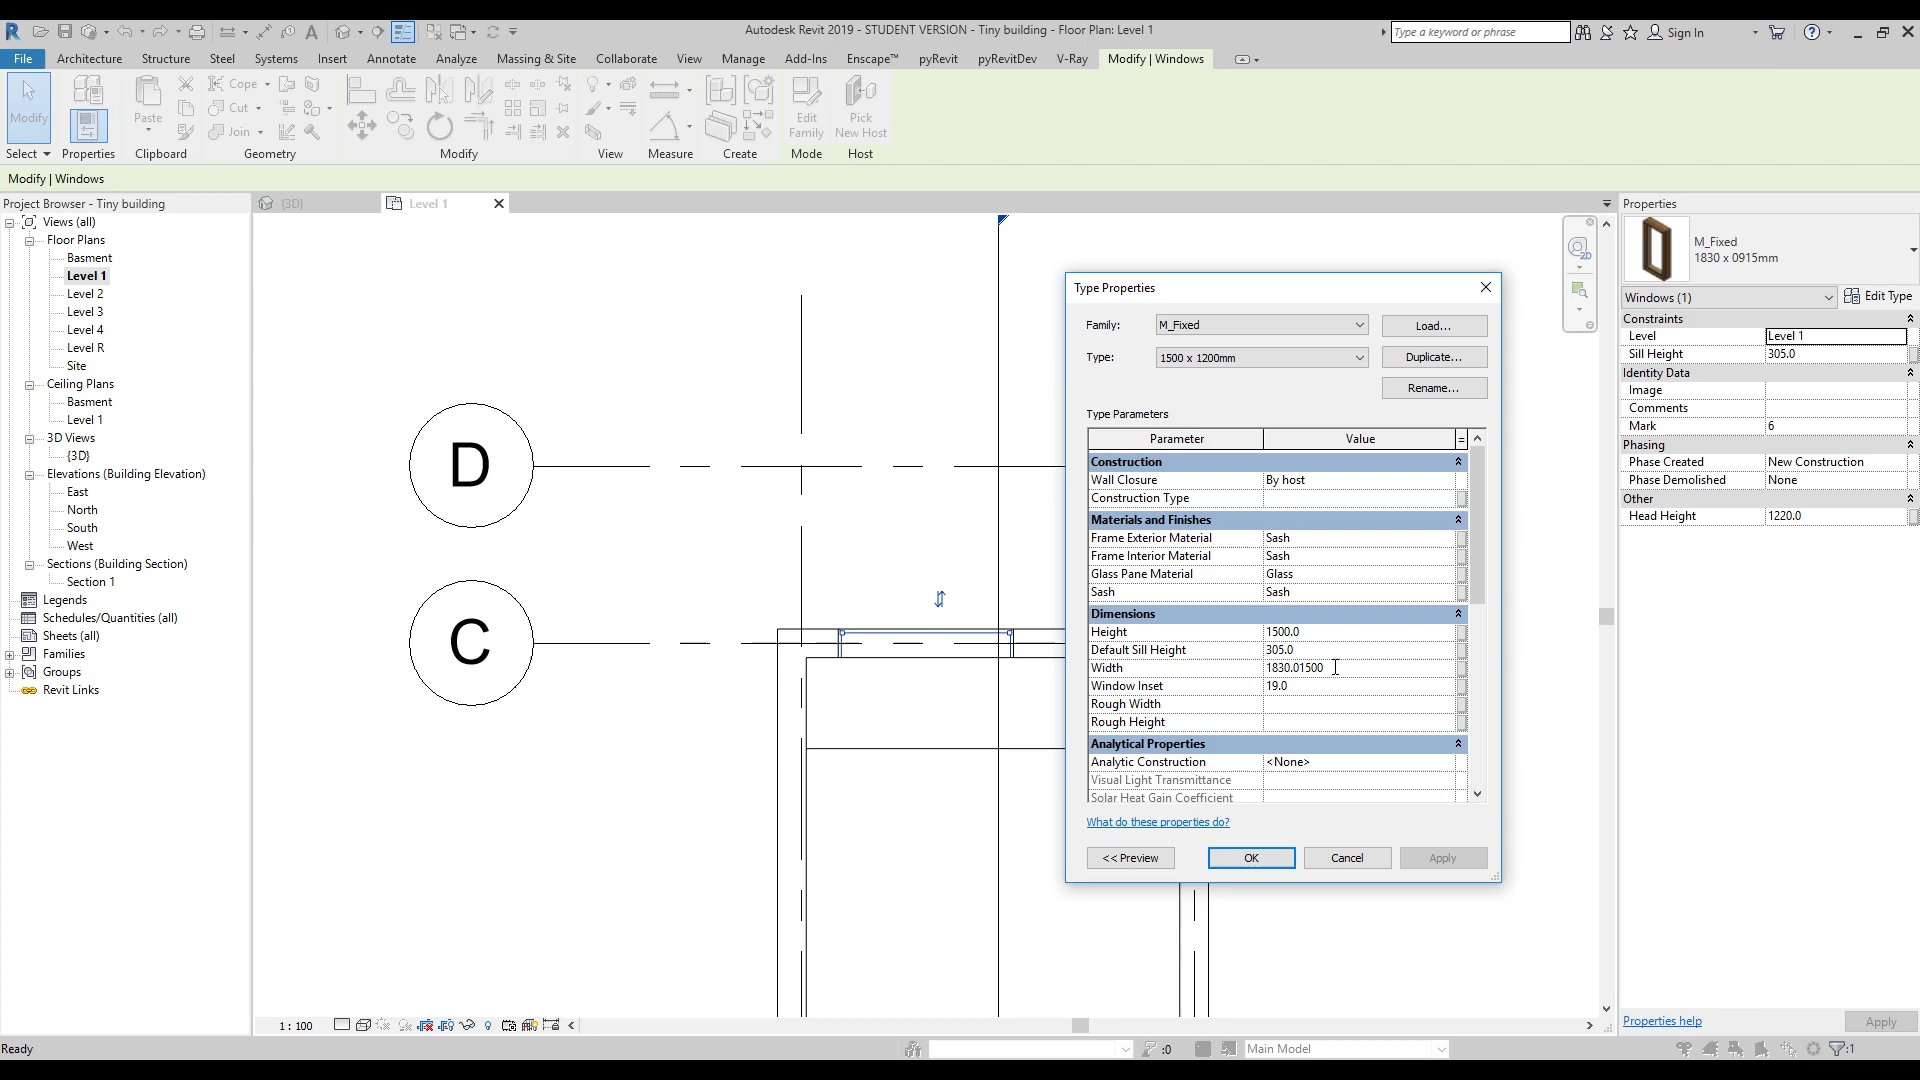 Autodesk Revit 2019 - STUDENT VERSION - Tiny building - Floor Plan: Level 1
Type a keyword or phrase
Sign In
File Architecture Structure Steel Systems Insert Annotate Analyze Massing & Site Collaborate View Manage Add-Ins Enscape™ pyRevit pyRevitDev V-Ray Modify | Windows
Modify
Paste
Cope
Cut
Join
Edit Family
Pick New Host
Select Properties Clipboard Geometry Modify View Measure Create Mode Host
Modify | Windows
Project Browser - Tiny building
Views (all)
Floor Plans
Basment
Level 1
Level 2
Level 3
Level 4
Level R
Site
Ceiling Plans
Basment
Level 1
3D Views
{3D}
Elevations (Building Elevation)
East
North
South
West
Sections (Building Section)
Section 1
Legends
Schedules/Quantities (all)
Sheets (all)
Families
Groups
Revit Links
{3D}
Level 1
2D
D
C
Type Properties
Family: M_Fixed Load...
Type: 1500 x 1200mm Duplicate...
Rename...
Type Parameters
Parameter Value =
Construction
Wall Closure By host
Construction Type
Materials and Finishes
Frame Exterior Material Sash
Frame Interior Material Sash
Glass Pane Material Glass
Sash Sash
Dimensions
Height 1500.0
Default Sill Height 305.0
Width 1830.01500
Window Inset 19.0
Rough Width
Rough Height
Analytical Properties
Analytic Construction <None>
Visual Light Transmittance
Solar Heat Gain Coefficient
What do these properties do?
<< Preview OK Cancel Apply
Properties
M_Fixed
1830 x 0915mm
Windows (1) Edit Type
Constraints
Level Level 1
Sill Height 305.0
Identity Data
Image
Comments
Mark 6
Phasing
Phase Created New Construction
Phase Demolished None
Other
Head Height 1220.0
Properties help Apply
1 : 100
Ready
:0
Main Model
:1